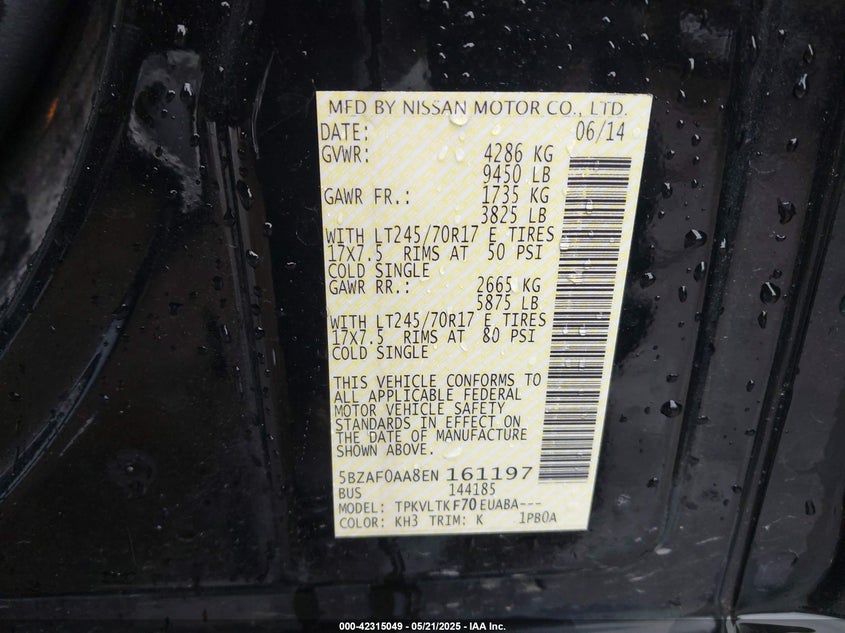 MFD BY NISSAN MOTOR CO., LTD.
DATE: 06/14
GVWR: 4286 KG
9450 LB
GAWR FR.: 1735 KG
3825 LB
WITH LT245/70R17 E TIRES
17X7.5 RIMS AT 50 PSI
COLD SINGLE
GAWR RR.: 2665 KG
5875 LB
WITH LT245/70R17 E TIRES
17X7.5 RIMS AT 80 PSI
COLD SINGLE
THIS VEHICLE CONFORMS TO
ALL APPLICABLE FEDERAL
MOTOR VEHICLE SAFETY
STANDARDS IN EFFECT ON
THE DATE OF MANUFACTURE
SHOWN ABOVE.
5BZAF0AA8EN161197
BUS 144185
MODEL: TPKVLTKF70EUABA---
COLOR: KH3 TRIM: K 1PB0A
000-42315049 - 05/21/2025 - IAA Inc.